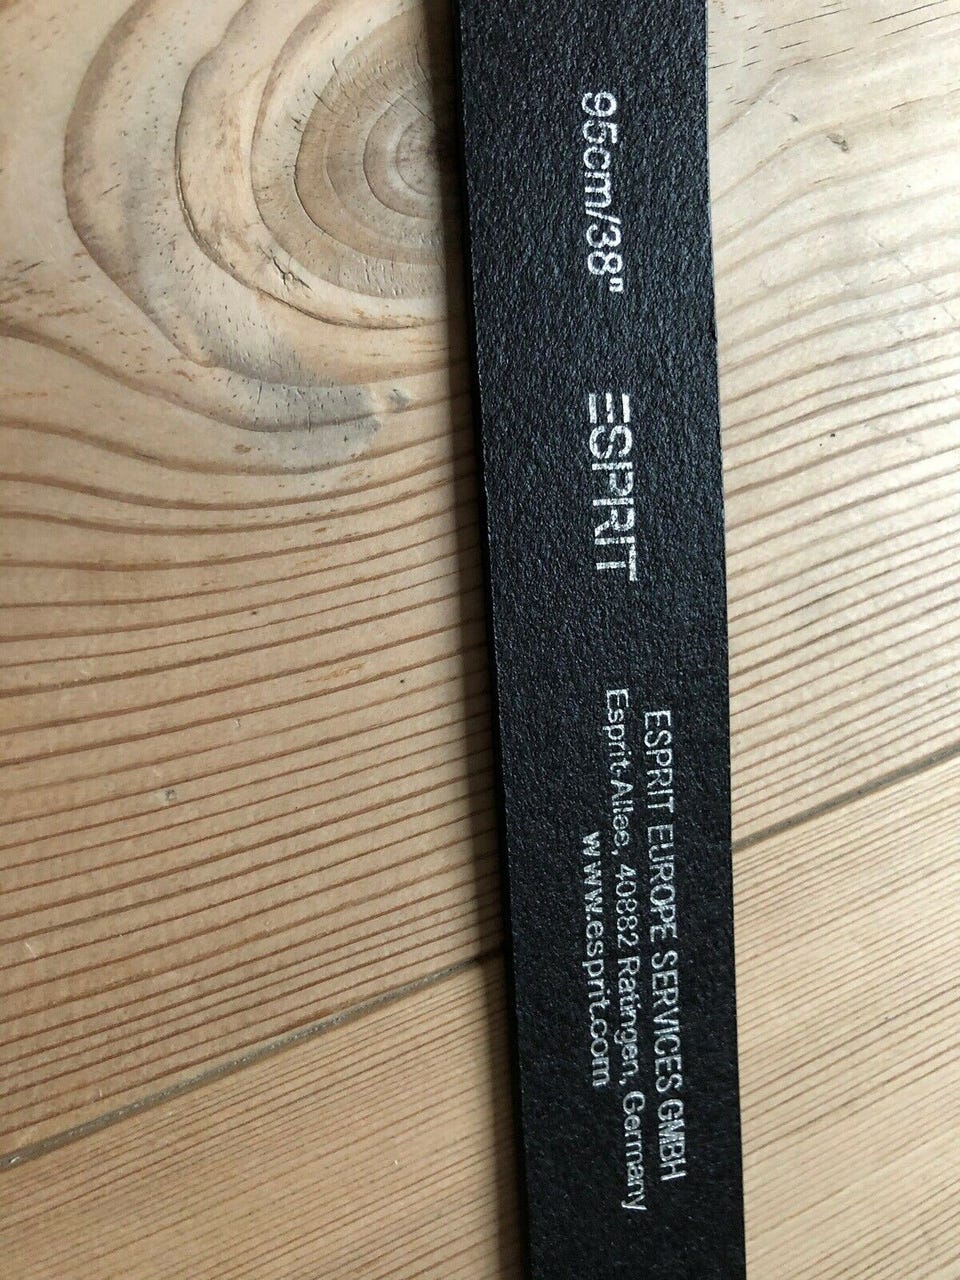 95cm/38"
ESPRIT
ESPRIT EUROPE SERVICES GMBH
Esprit-Allee, 40882 Ratingen, Germany
www.esprit.com